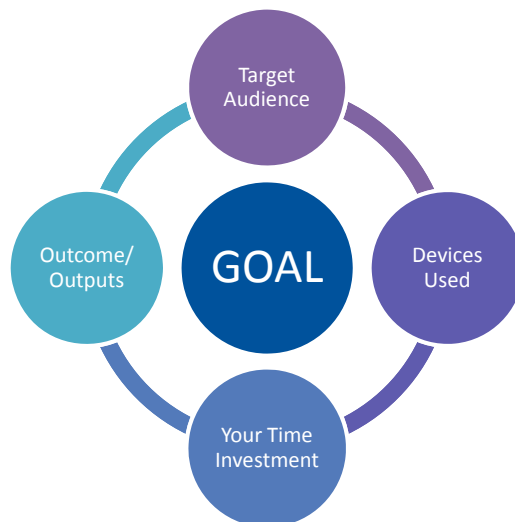 Target
Audience
Outcome/
Outputs
GOAL
Devices
Used
Your Time
Investment